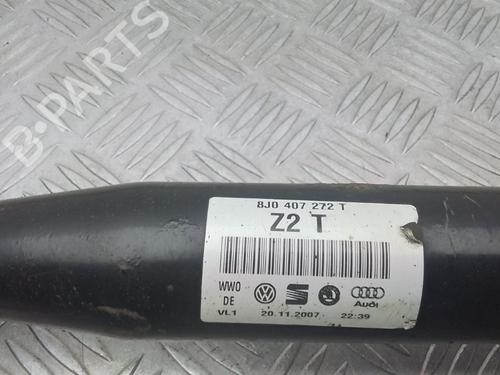 B-PARTS
8J0 407 272 T
Z2 T
WWO
DE
Audi
VL1 20.11.2007 22:39